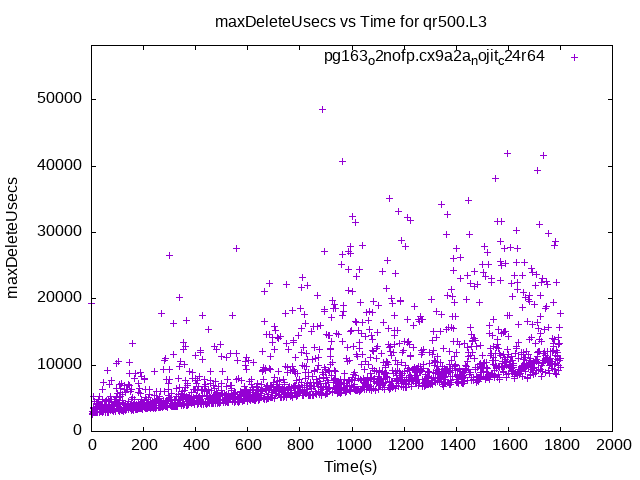 maxDeleteUsecs vs Time for qr500.L3
pg163o2nofp.cx9a2anojitc24r64
50000
40000
30000
20000
10000
0
maxDeleteUsecs
0 200 400 600 800 1000 1200 1400 1600 1800 2000
Time(s)